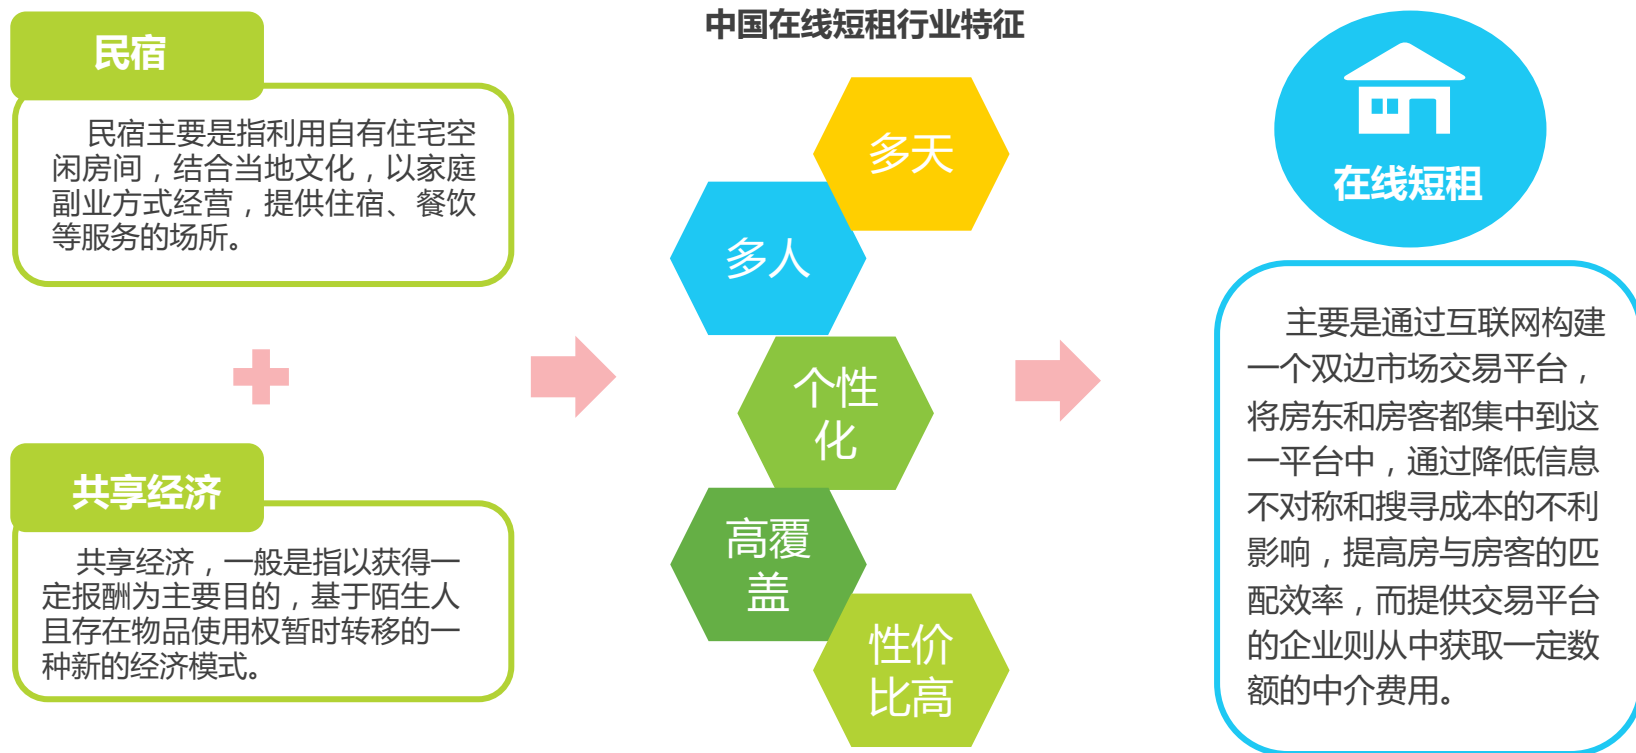 中国在线短租行业特征
民宿
民宿主要是指利用自有住宅空
闲房间，结合当地文化，以家庭
副业方式经营，提供住宿、餐饮
等服务的场所。
共享经济
共享经济，一般是指以获得一
定报酬为主要目的，基于陌生人
且存在物品使用权暂时转移的一
种新的经济模式。
多天
多人
个性
化
高覆
盖
性价
比高
在线短租
主要是通过互联网构建
一个双边市场交易平台，
将房东和房客都集中到这
一平台中，通过降低信息
不对称和搜寻成本的不利
影响，提高房与房客的匹
配效率，而提供交易平台
的企业则从中获取一定数
额的中介费用。